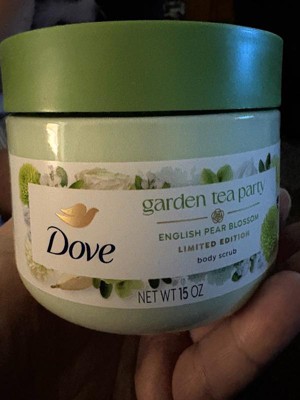 garden tea party
ENGLISH PEAR BLOSSOM
LIMITED EDITION
body scrub
Dove
NET WT 15 OZ